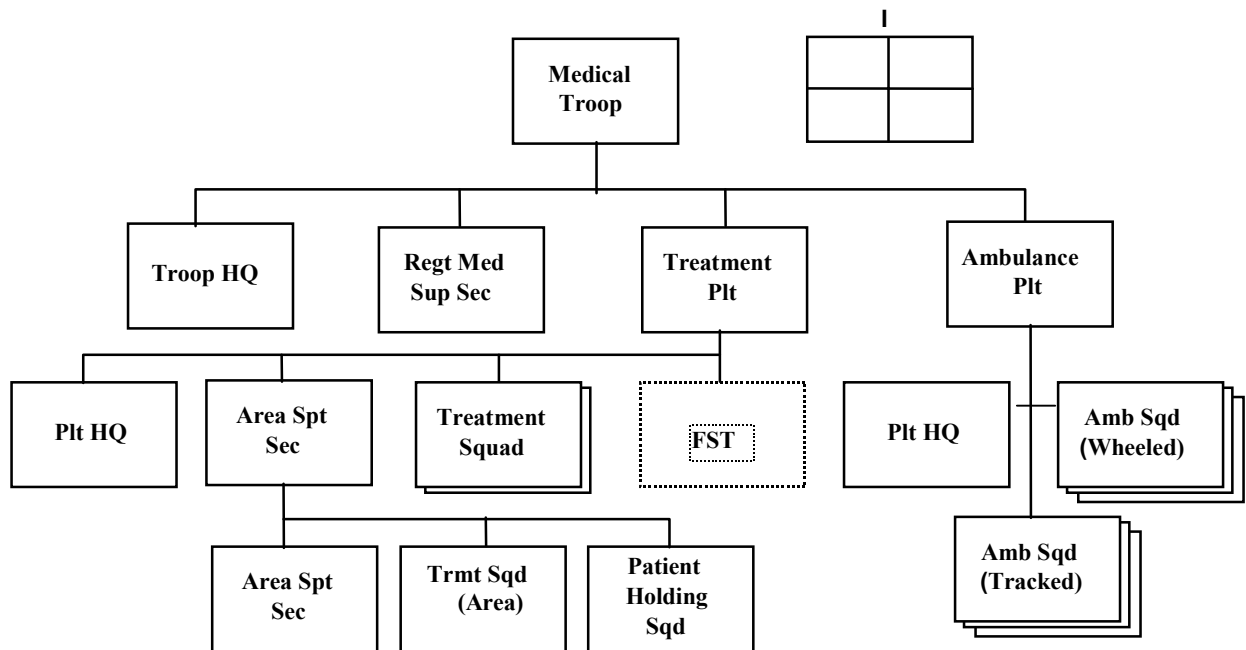 I
Medical
Troop
Troop HQ
Regt Med
Sup Sec
Treatment
Plt
Ambulance
Plt
Plt HQ
Area Spt
Sec
Treatment
Squad
FST
Plt HQ
Amb Sqd
(Wheeled)
Area Spt
Sec
Trmt Sqd
(Area)
Patient
Holding
Sqd
Amb Sqd
(Tracked)